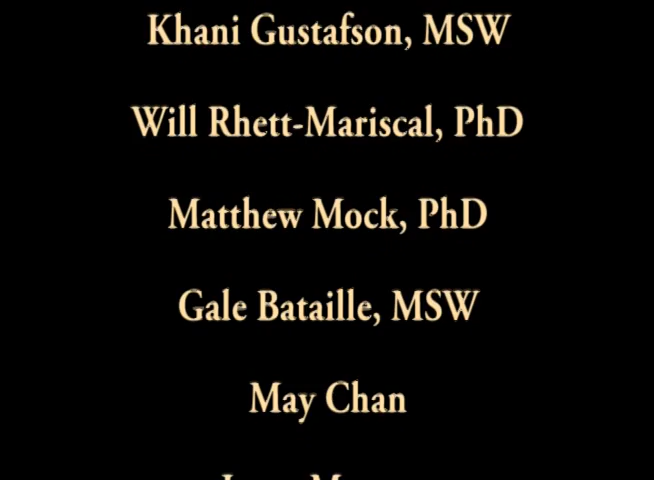 Khani Gustafson, MSW
Will Rhett-Mariscal, PhD
Matthew Mock, PhD
Gale Bataille, MSW
May Chan